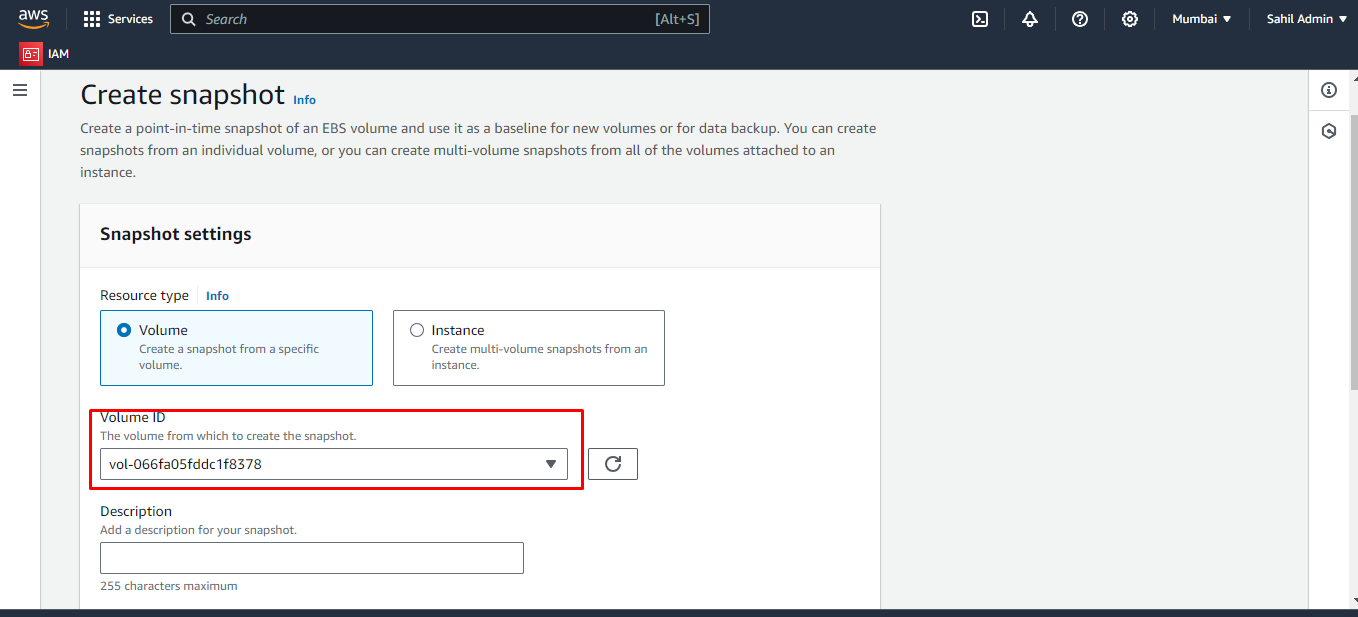 aws
Services
Search [Alt+S]
Mumbai
Sahil Admin
IAM
Create snapshot Info
Create a point-in-time snapshot of an EBS volume and use it as a baseline for new volumes or for data backup. You can create
snapshots from an individual volume, or you can create multi-volume snapshots from all of the volumes attached to an
instance.
Snapshot settings
Resource type Info
Volume
Create a snapshot from a specific
volume.
Instance
Create multi-volume snapshots from an
instance.
Volume ID
The volume from which to create the snapshot.
vol-066fa05fddc1f8378
Description
Add a description for your snapshot.
255 characters maximum